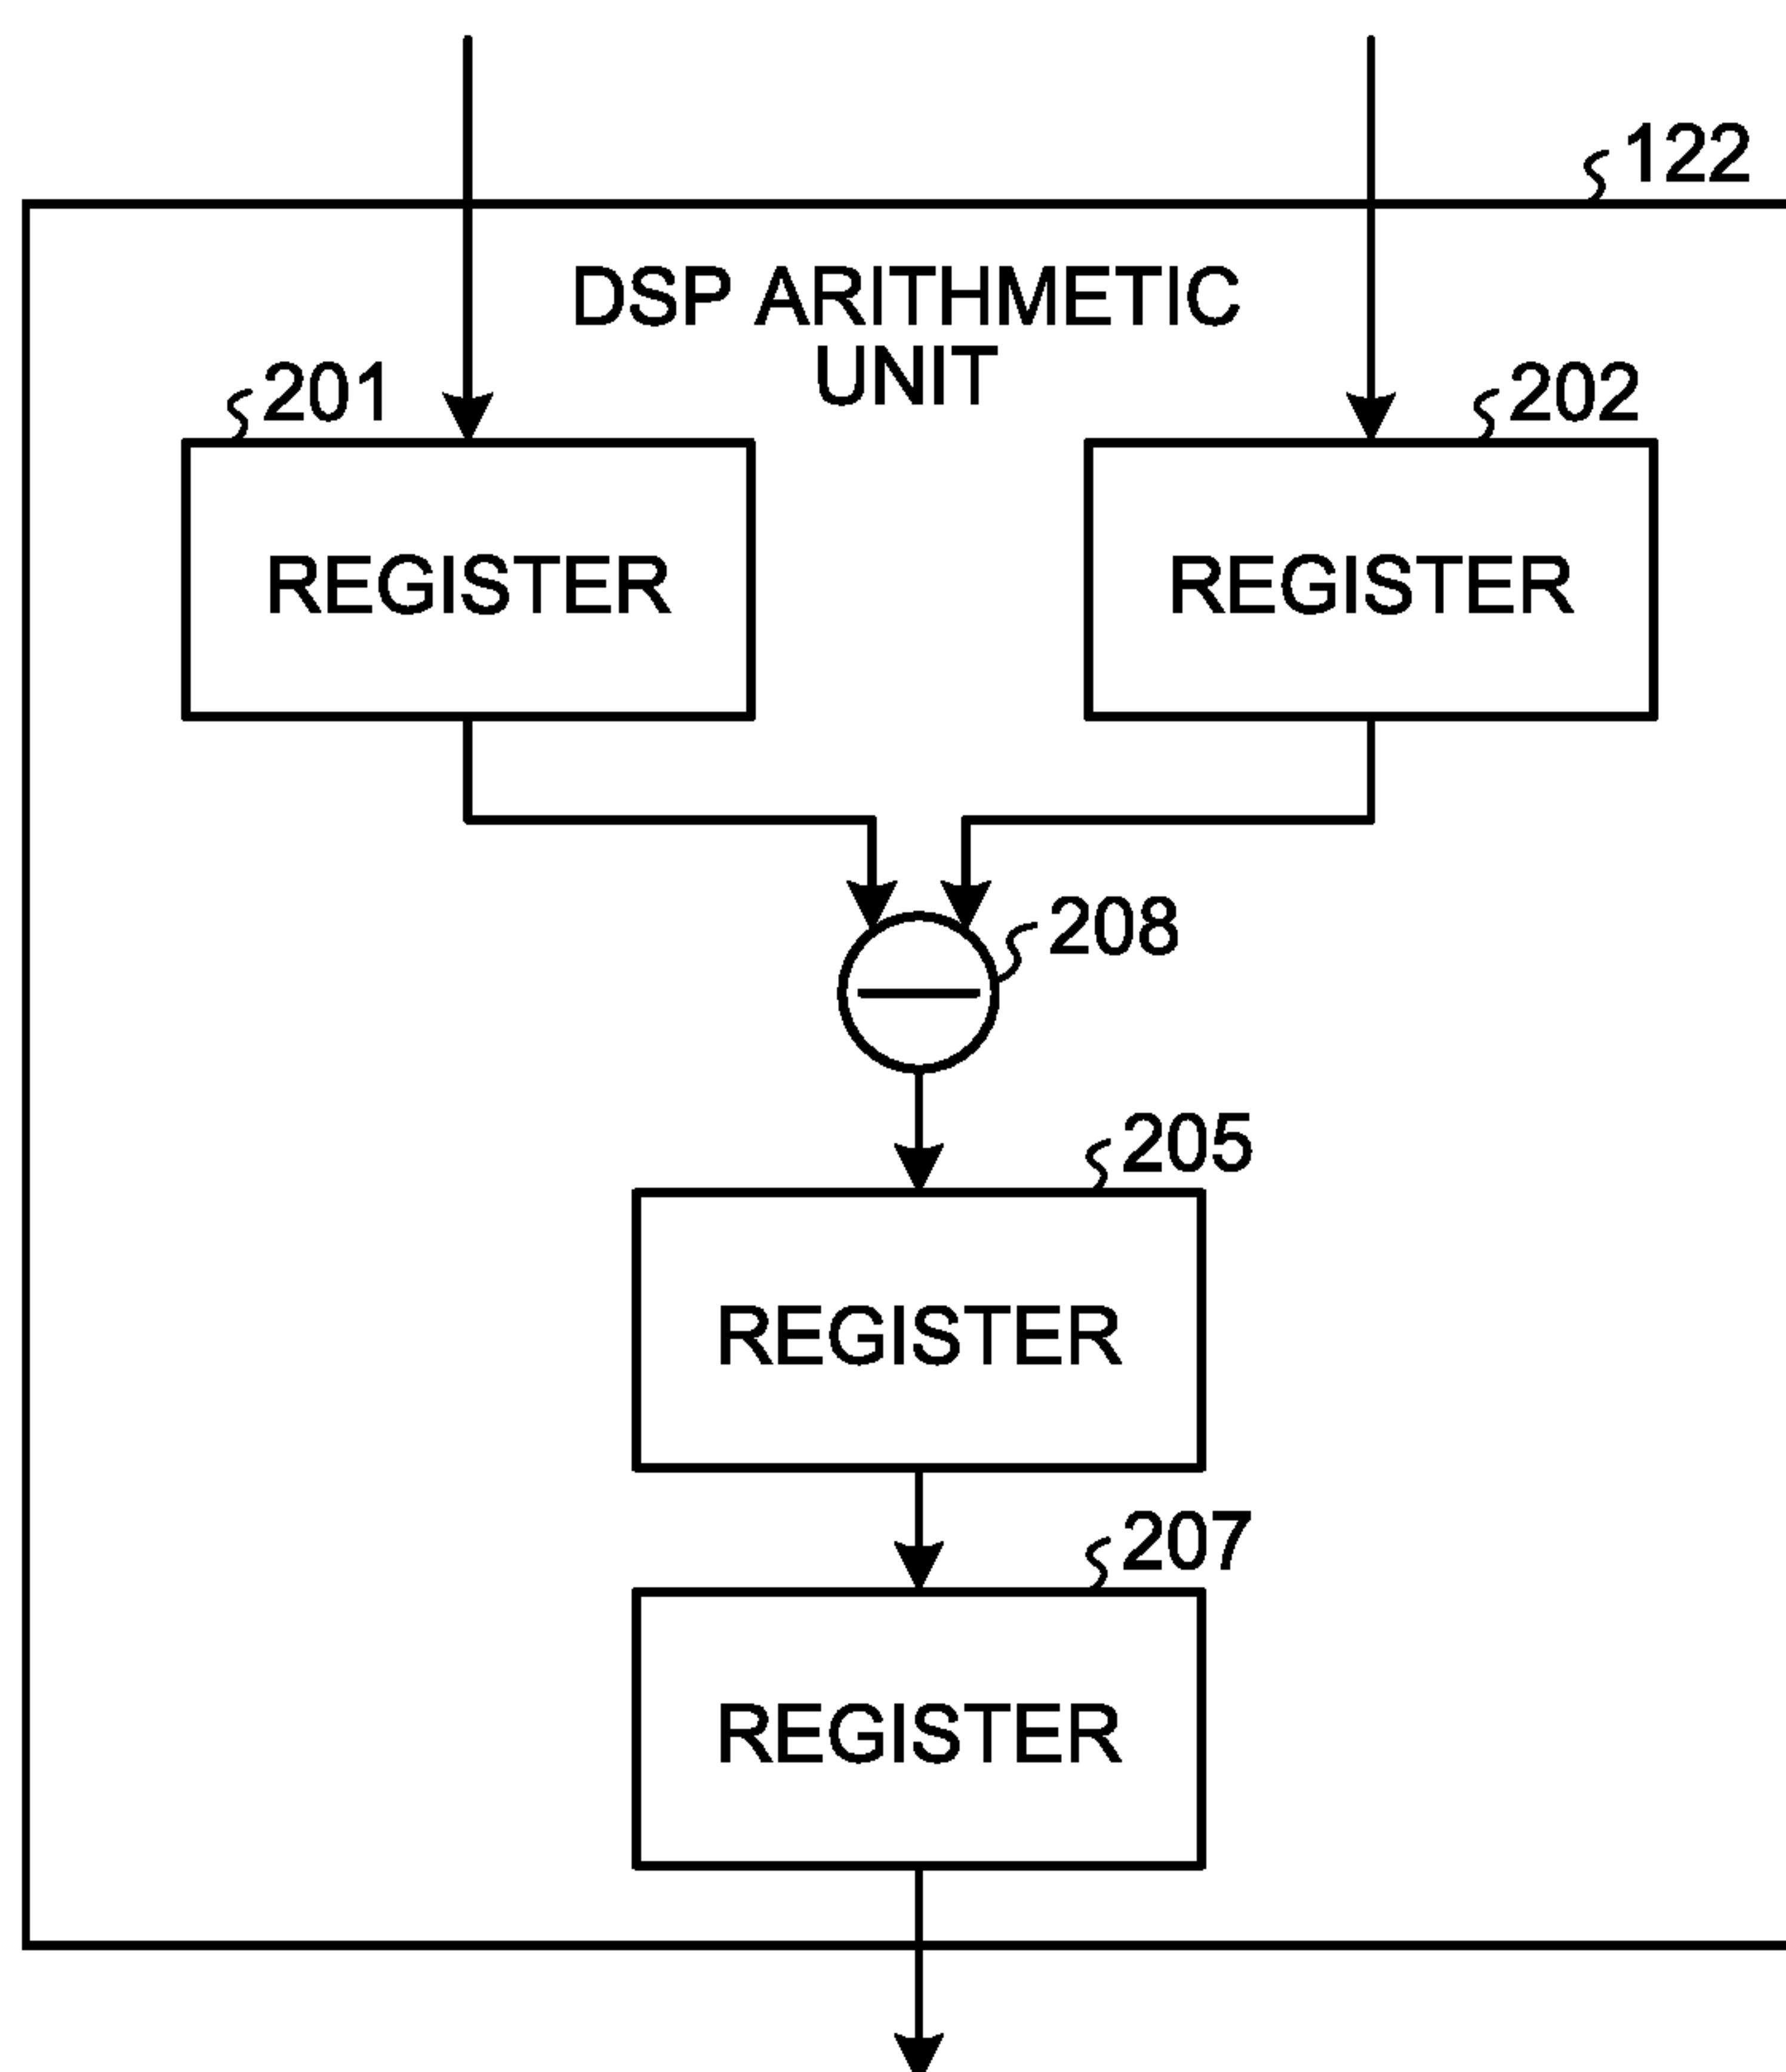 122
DSP ARITHMETIC
UNIT
201
202
REGISTER
REGISTER
208
205
REGISTER
207
REGISTER